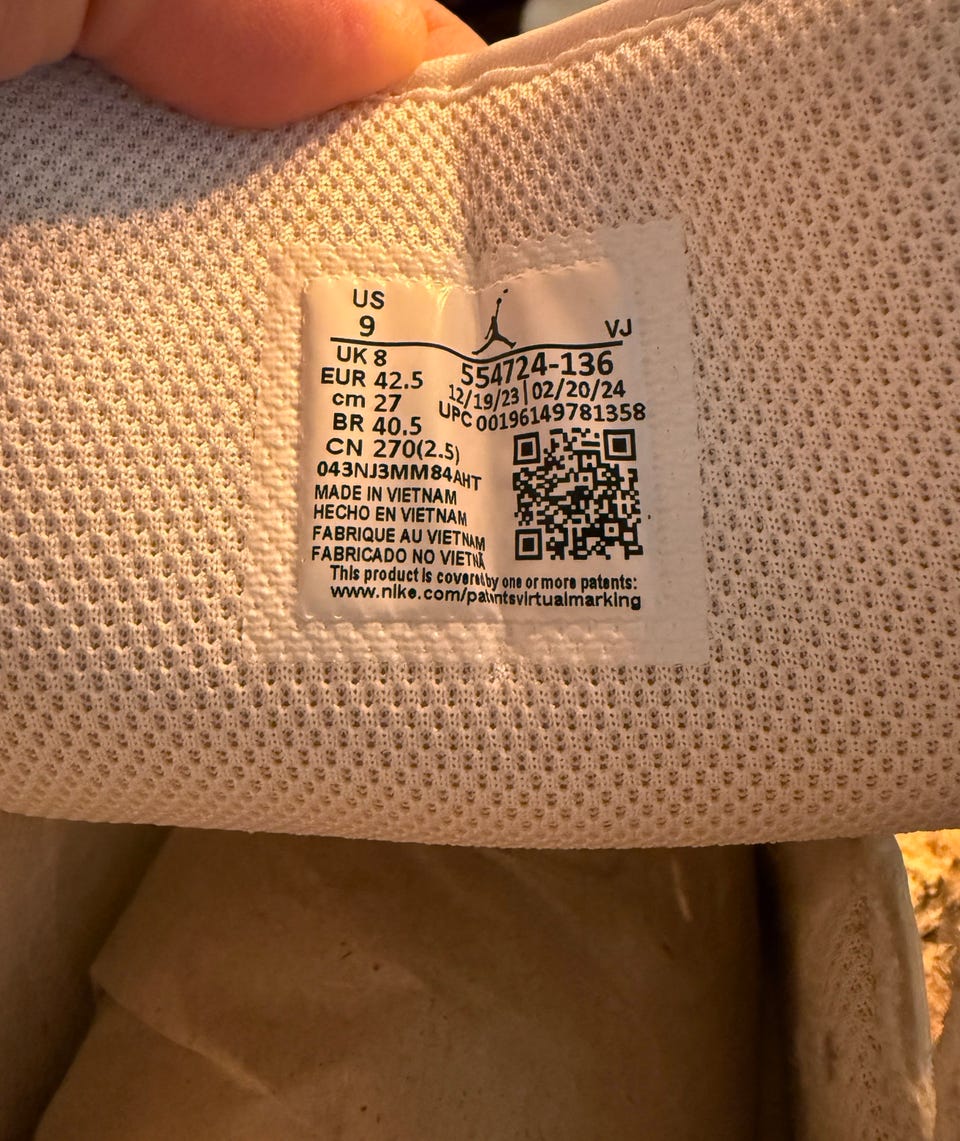 US
9
VJ
UK 8
EUR 42.5
cm 27
BR 40.5
CN 270(2.5)
043NJ3MM84AHT
MADE IN VIETNAM
HECHO EN VIETNAM
FABRIQUE AU VIETNAM
FABRICADO NO VIETNÃ
554724-136
12/19/23|02/20/24
UPC 00196149781358
This product is covered by one or more patents:
www.nike.com/patentsvirtualmarking